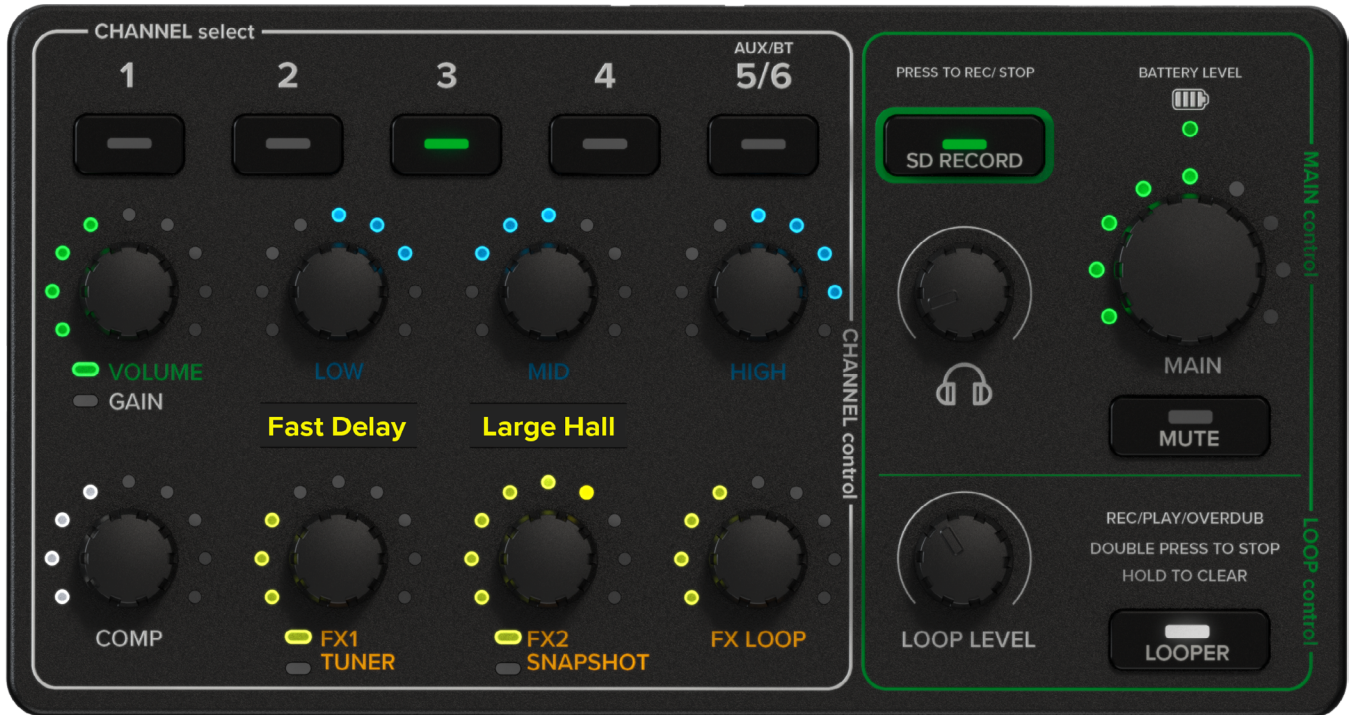 CHANNEL select
1
2
3
4
AUX/BT
5/6
VOLUME
GAIN
LOW
MID
HIGH
Fast Delay
Large Hall
COMP
FX1
TUNER
FX2
SNAPSHOT
FX LOOP
CHANNEL control
PRESS TO REC/ STOP
SD RECORD
BATTERY LEVEL
MAIN
MUTE
MAIN control
LOOP LEVEL
REC/PLAY/OVERDUB
DOUBLE PRESS TO STOP
HOLD TO CLEAR
LOOPER
LOOP control